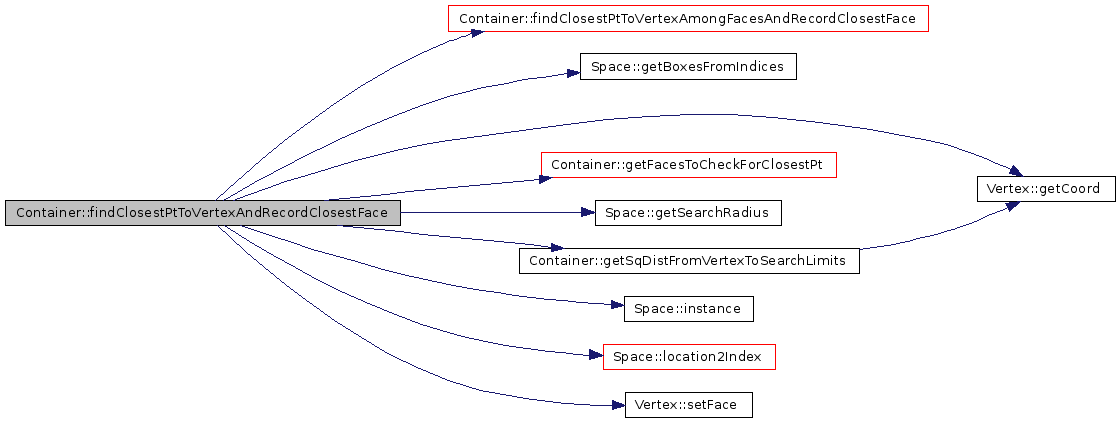 Container::findClosestPtToVertexAmongFacesAndRecordClosestFace
Space::getBoxesFromIndices
Container::getFacesToCheckForClosestPt
Vertex::getCoord
Container::findClosestPtToVertexAndRecordClosestFace
Space::getSearchRadius
Container::getSqDistFromVertexToSearchLimits
Space::instance
Space::location2Index
Vertex::setFace